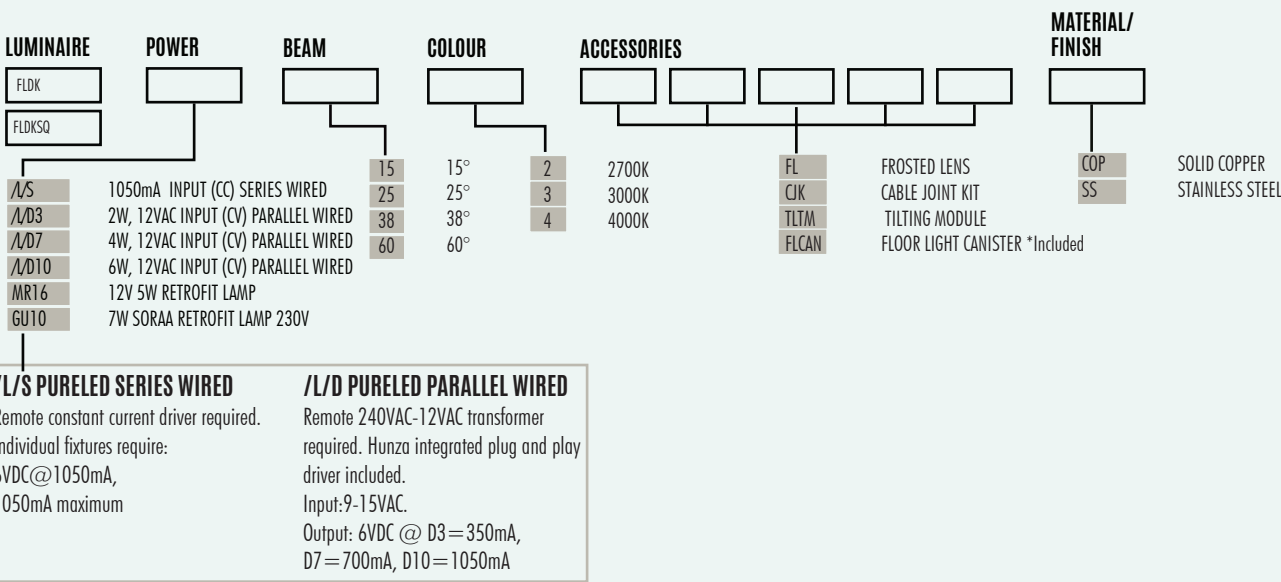 LUMINAIRE
FLDK
FLDKSQ
POWER
/L/S 1050mA INPUT (CC) SERIES WIRED
/L/D3 2W, 12VAC INPUT (CV) PARALLEL WIRED
/L/D7 4W, 12VAC INPUT (CV) PARALLEL WIRED
/L/D10 6W, 12VAC INPUT (CV) PARALLEL WIRED
MR16 12V 5W RETROFIT LAMP
GU10 7W SORAA RETROFIT LAMP 230V
BEAM
15 15°
25 25°
38 38°
60 60°
COLOUR
2 2700K
3 3000K
4 4000K
ACCESSORIES
FL FROSTED LENS
CJK CABLE JOINT KIT
TLTM TILTING MODULE
FLCAN FLOOR LIGHT CANISTER *Included
MATERIAL/
FINISH
COP SOLID COPPER
SS STAINLESS STEEL
/L/S PURELED SERIES WIRED
Remote constant current driver required.
Individual fixtures require:
6VDC@1050mA,
1050mA maximum
/L/D PURELED PARALLEL WIRED
Remote 240VAC-12VAC transformer
required. Hunza integrated plug and play
driver included.
Input:9-15VAC.
Output: 6VDC @ D3=350mA,
D7=700mA, D10=1050mA